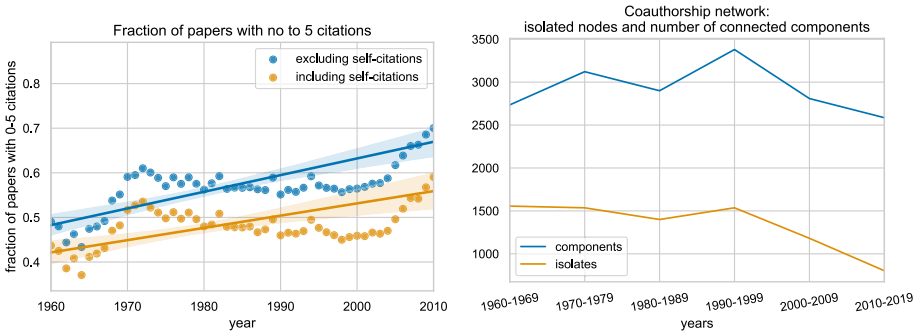 Fraction of papers with no to 5 citations
fraction of papers with 0-5 citations
0.8
0.7
0.6
0.5
0.4
excluding self-citations
including self-citations
1960
1970
1980
1990
2000
2010
year
Coauthorship network:
isolated nodes and number of connected components
3500
3000
2500
2000
1500
1000
components
isolates
1960-1969
1970-1979
1980-1989
1990-1999
2000-2009
2010-2019
years